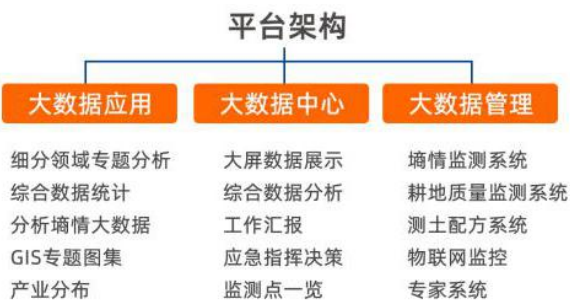 平台架构
大数据应用
细分领域专题分析
综合数据统计
分析墒情大数据
GIS专题图集
产业分布
大数据中心
大屏数据展示
综合数据分析
工作汇报
应急指挥决策
监测点一览
大数据管理
墒情监测系统
耕地质量监测系统
测土配方系统
物联网监控
专家系统